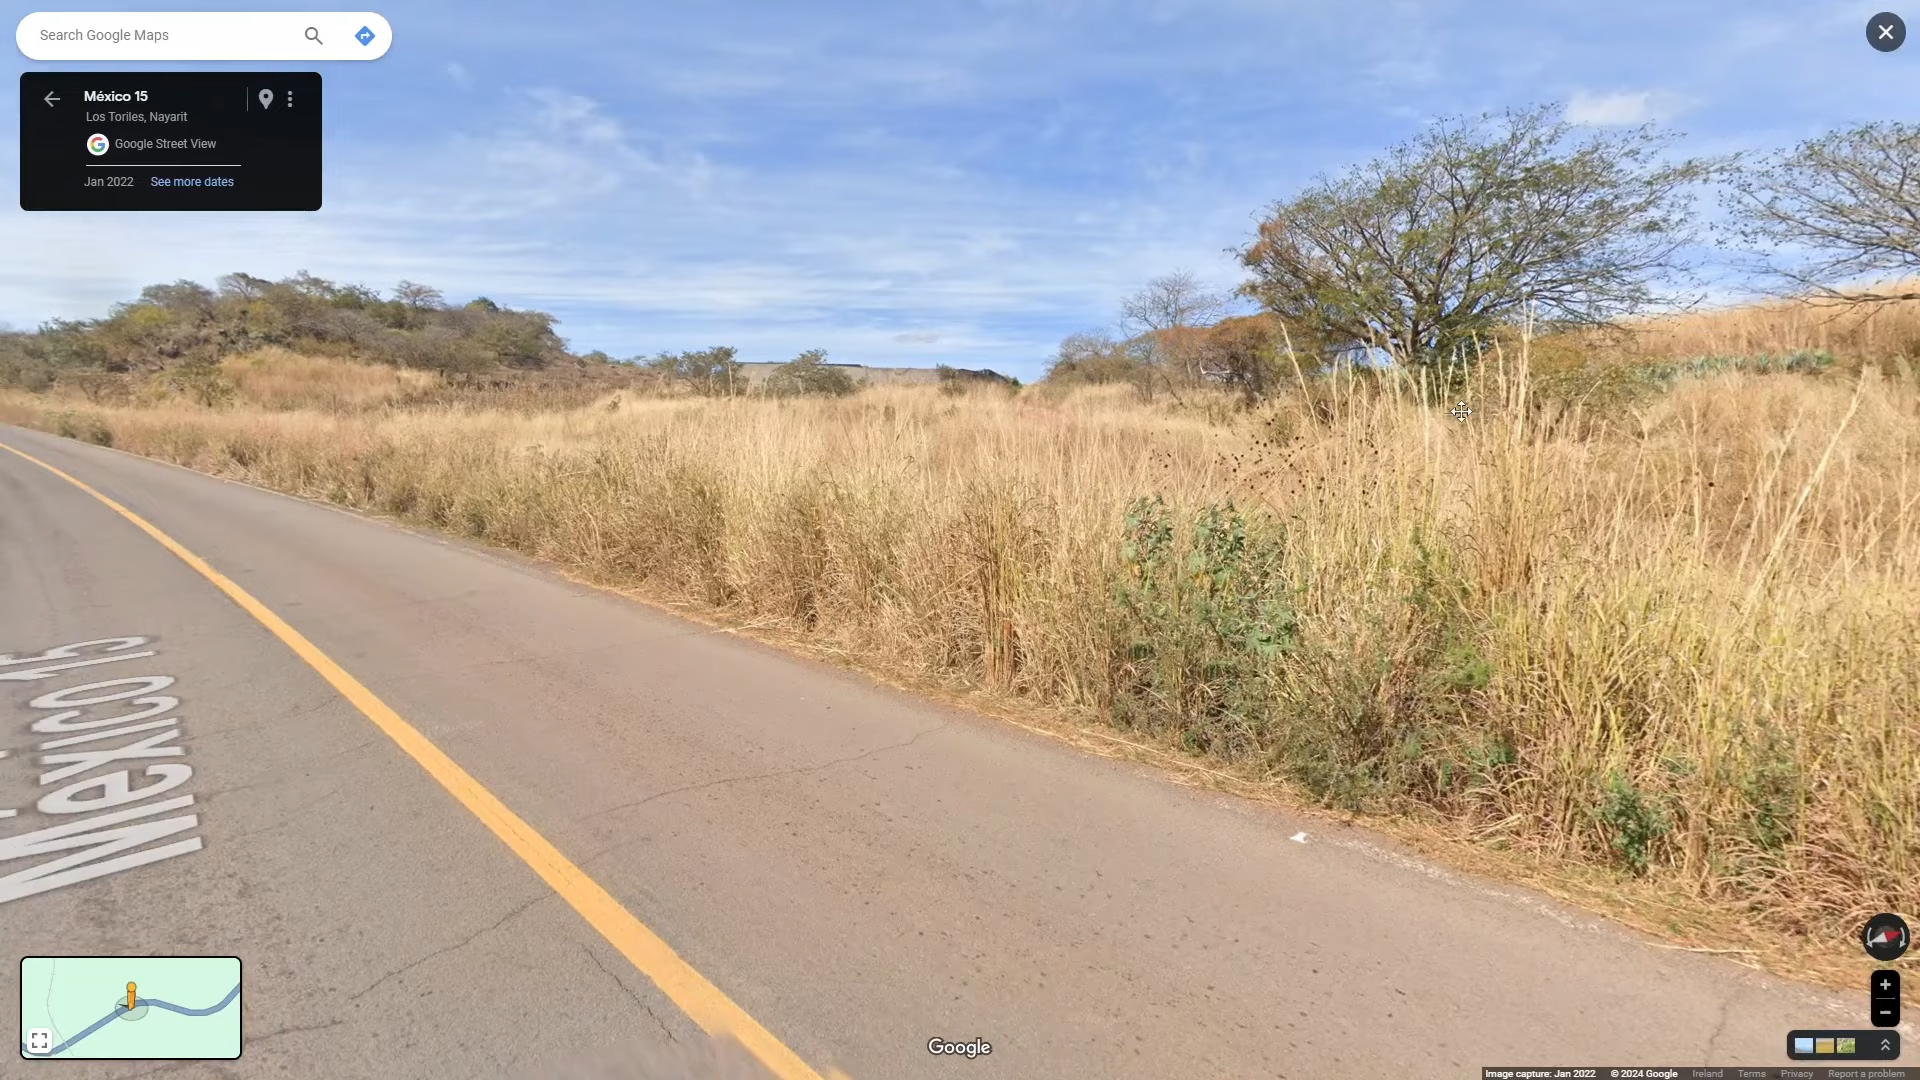 Search Google Maps
México 15
Los Toriles, Nayarit
Google Street View
Jan 2022 See more dates
México 15
Google
Image capture: Jan 2022 © 2024 Google Ireland Terms Privacy Report a problem